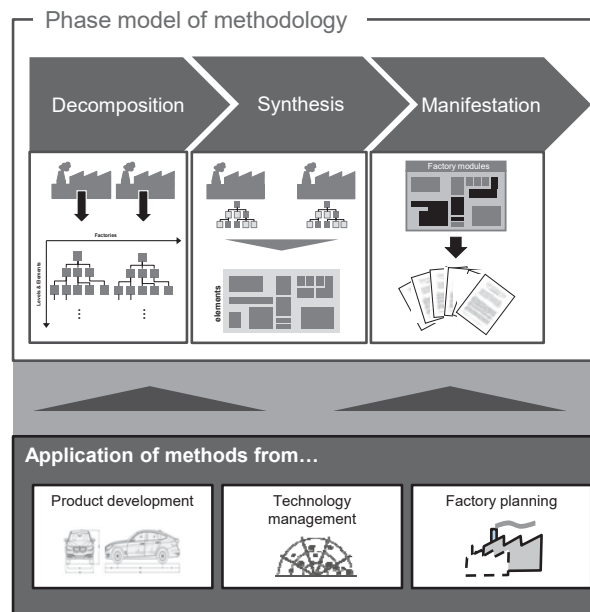 Phase model of methodology
Decomposition
Synthesis
Manifestation
Factories
Levels & Elements
elements
Factory modules
Application of methods from...
Product development
Technology
management
Factory planning